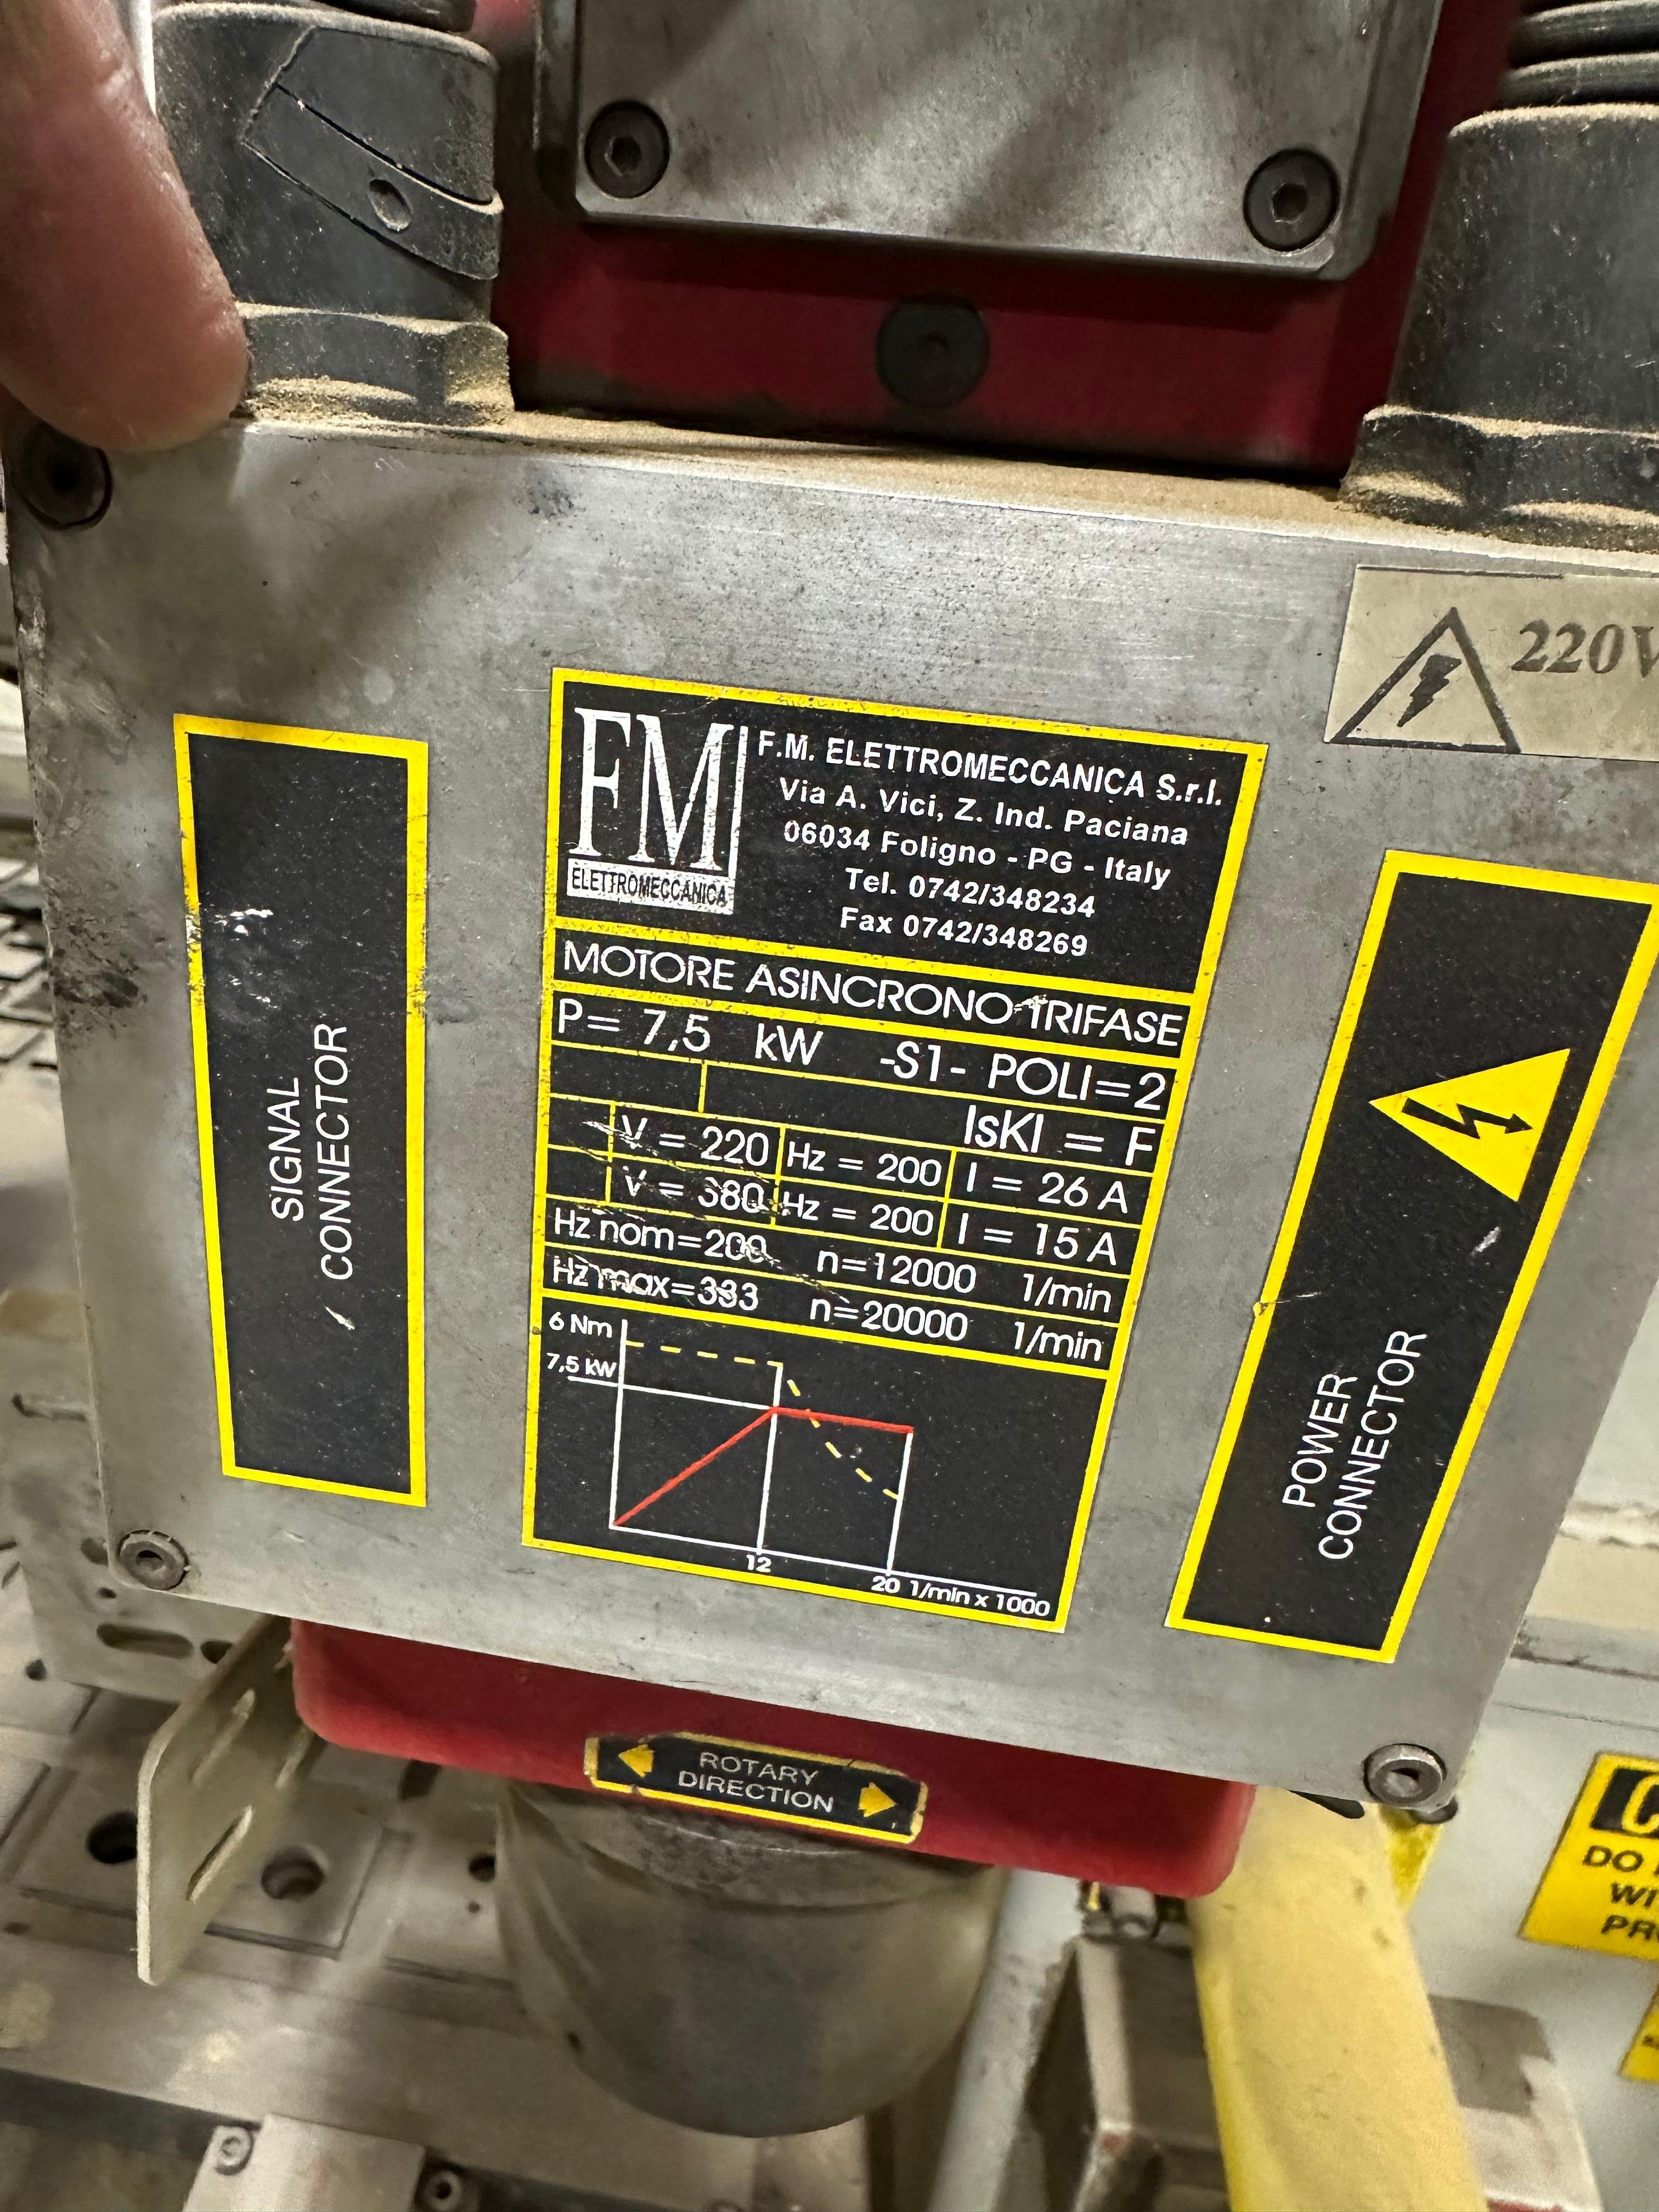 220V
FM
ELETTROMECCANICA
F.M. ELETTROMECCANICA S.r.l.
Via A. Vici, Z. Ind. Paciana
06034 Foligno - PG - Italy
Tel. 0742/348234
Fax 0742/348269
MOTORE ASINCRONO TRIFASE
P= 7,5 kW -S1- POLI=2
IsKl = F
V = 220 Hz = 200 I = 26 A
V = 380 Hz = 200 I = 15 A
Hz nom=200 n=12000 1/min
Hz max=333 n=20000 1/min
6 Nm
7,5 kW
12
20 1/min x 1000
SIGNAL
CONNECTOR
POWER
CONNECTOR
ROTARY
DIRECTION
DO